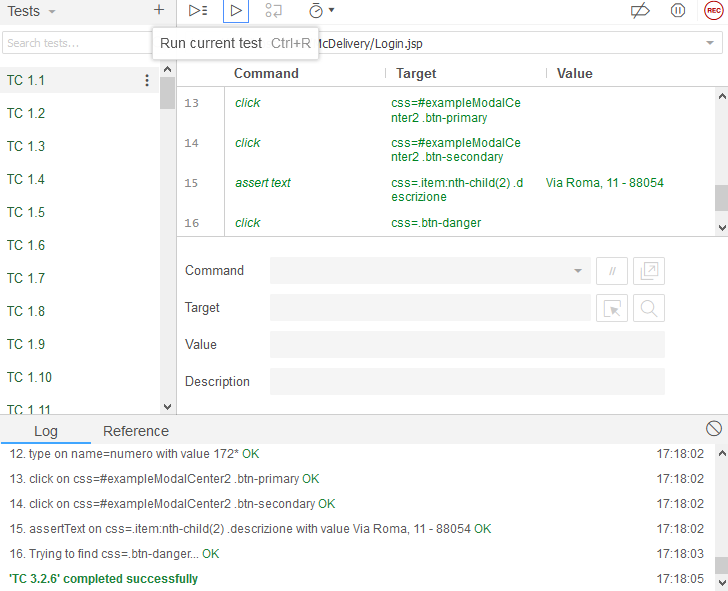 Tests
REC
Search tests...
Run current test Ctrl+R
McDelivery/Login.jsp
Command Target Value
TC 1.1
TC 1.2
TC 1.3
TC 1.4
TC 1.5
TC 1.6
TC 1.7
TC 1.8
TC 1.9
TC 1.10
TC 1.11
13 click css=#exampleModalCe
nter2 .btn-primary
14 click css=#exampleModalCe
nter2 .btn-secondary
15 assert text css=.item:nth-child(2) .d
escrizione Via Roma, 11 - 88054
16 click css=.btn-danger
Command //
Target
Value
Description
Log Reference
12. type on name=numero with value 172* OK 17:18:02
13. click on css=#exampleModalCenter2 .btn-primary OK 17:18:02
14. click on css=#exampleModalCenter2 .btn-secondary OK 17:18:02
15. assertText on css=.item:nth-child(2) .descrizione with value Via Roma, 11 - 88054 OK 17:18:02
16. Trying to find css=.btn-danger... OK 17:18:03
'TC 3.2.6' completed successfully 17:18:05